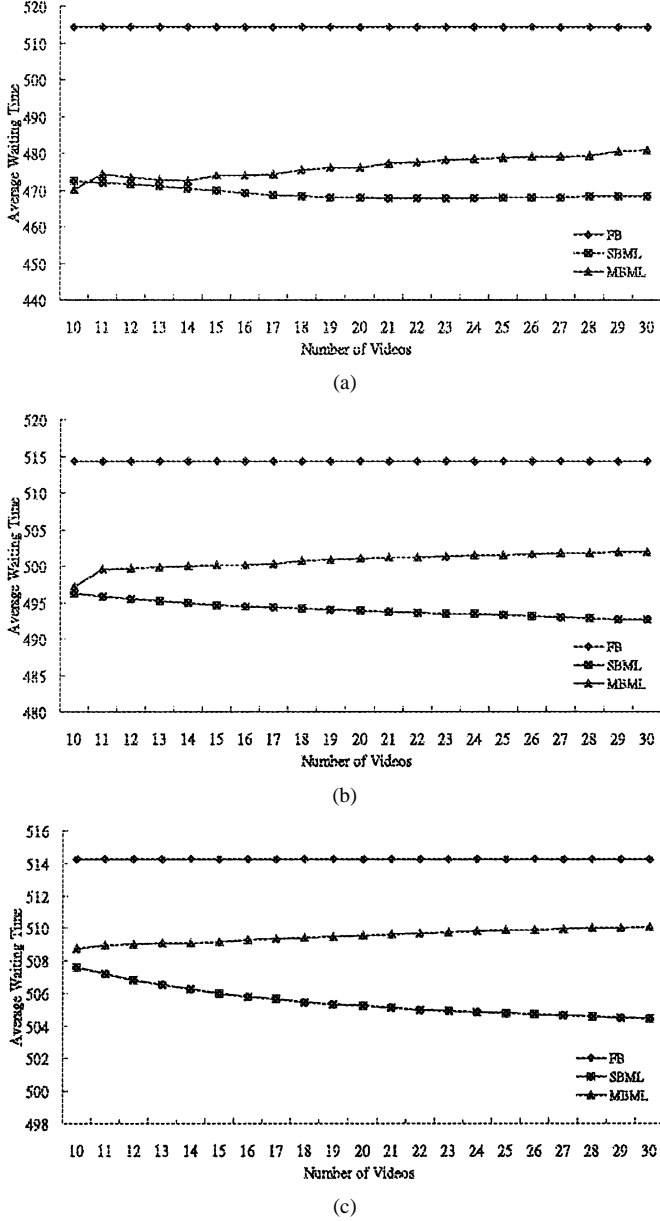 520
510
500
490
480
470
460
450
440
Average Waiting Time
FB
SBML
MBML
10 11 12 13 14 15 16 17 18 19 20 21 22 23 24 25 26 27 28 29 30
Number of Videos
(a)
520
515
510
505
500
495
490
485
480
Average Waiting Time
FB
SBML
MBML
10 11 12 13 14 15 16 17 18 19 20 21 22 23 24 25 26 27 28 29 30
Number of Videos
(b)
516
514
512
510
508
506
504
502
500
498
Average Waiting Time
FB
SBML
MBML
10 11 12 13 14 15 16 17 18 19 20 21 22 23 24 25 26 27 28 29 30
Number of Videos
(c)